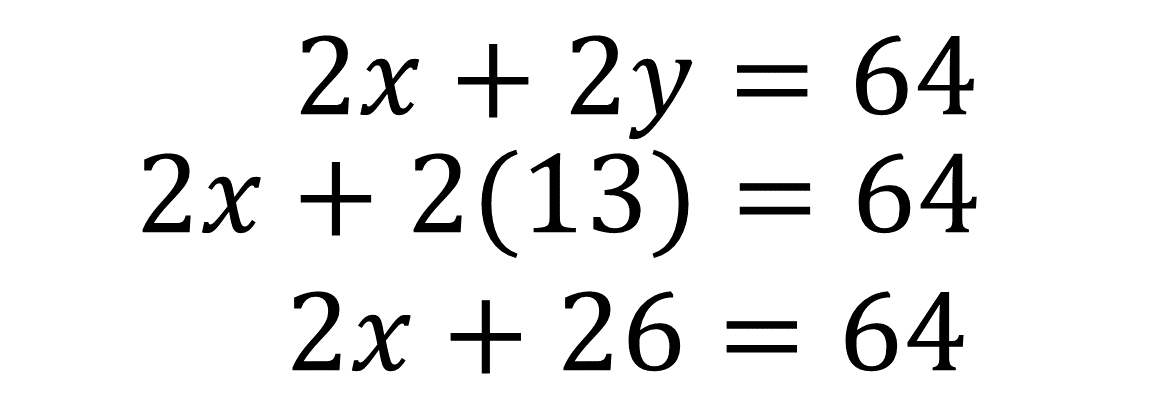 2x + 2y = 64
2x + 2(13) = 64
2x + 26 = 64